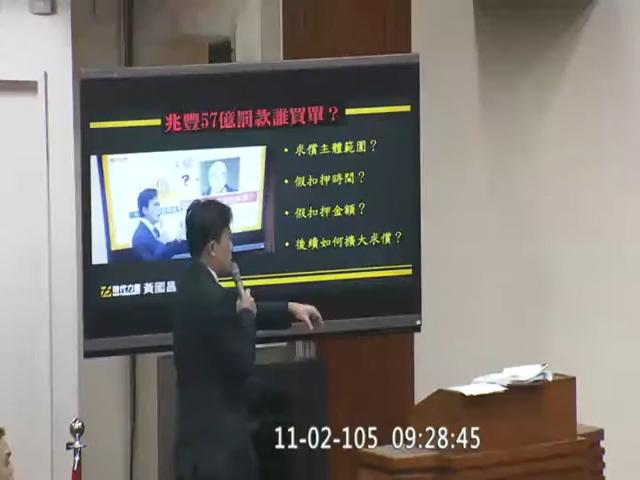 兆豐57億罰款誰買單？
• 求償主體範圍？
• 假扣押時間？
• 假扣押金額？
• 後續如何擴大求償？
時代力量 黃國昌
11-02-105 09:28:45